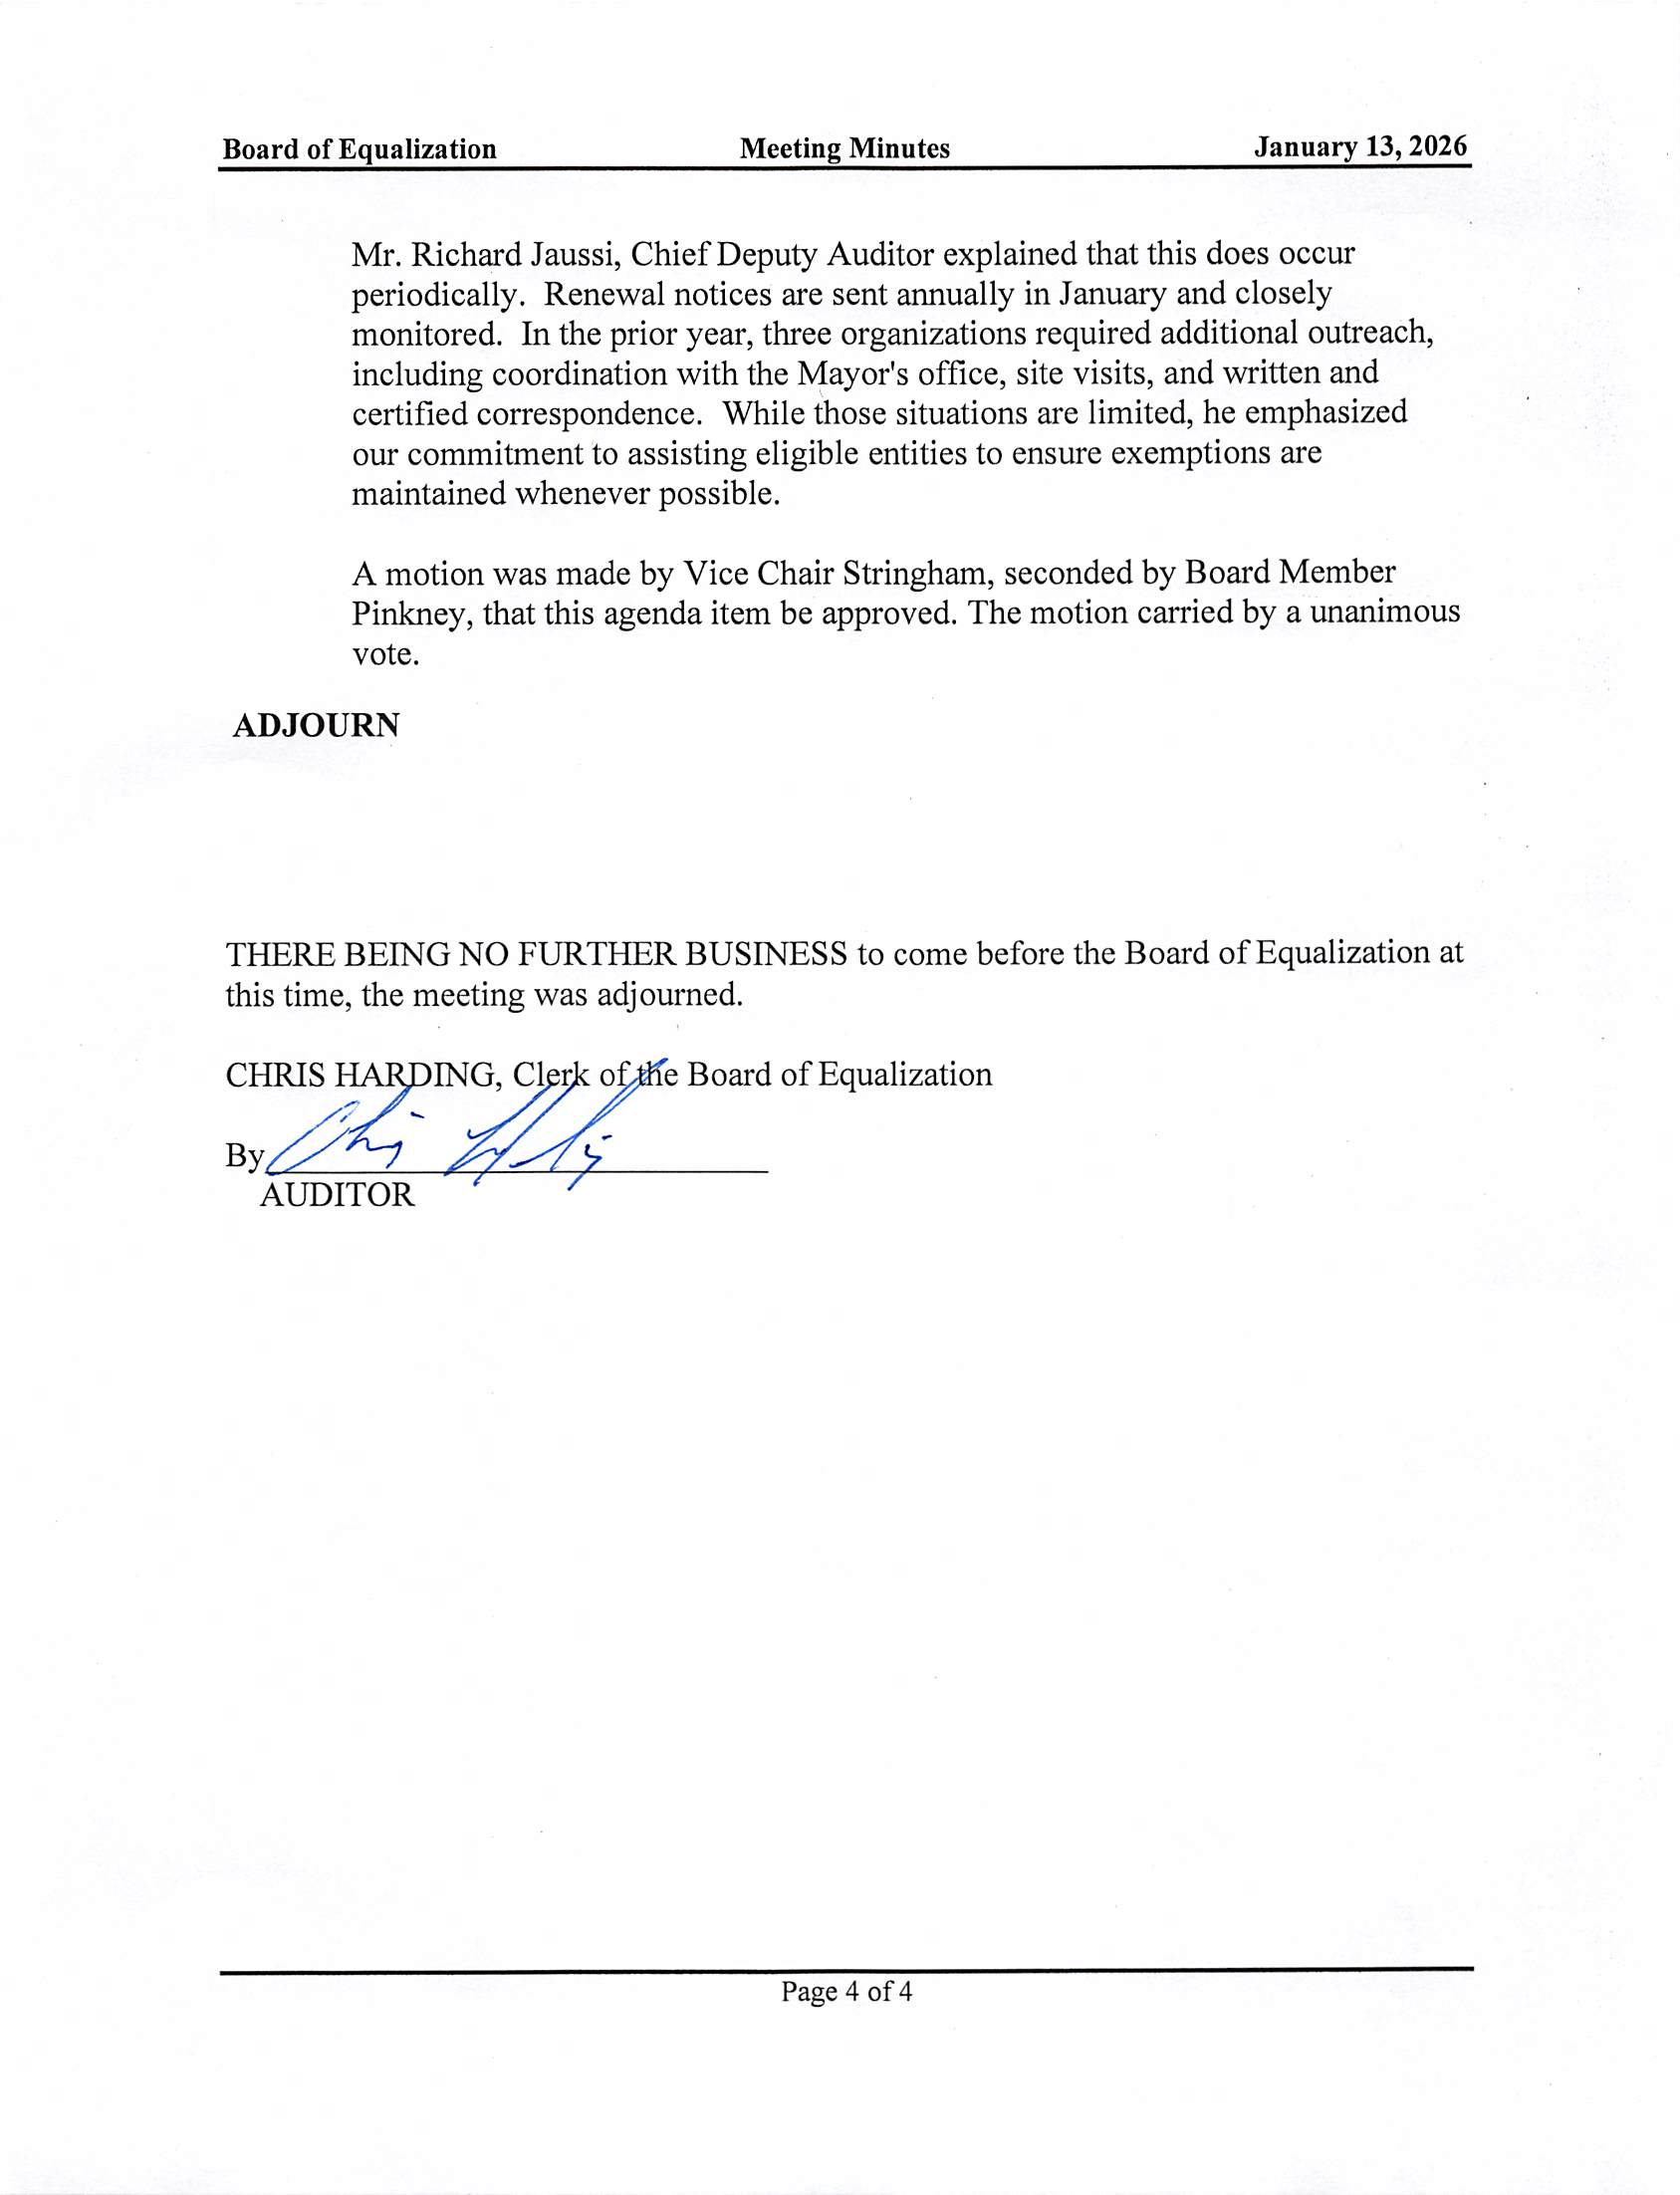 Board of Equalization Meeting Minutes January 13, 2026
Mr. Richard Jaussi, Chief Deputy Auditor explained that this does occur
periodically.  Renewal notices are sent annually in January and closely
monitored.  In the prior year, three organizations required additional outreach,
including coordination with the Mayor's office, site visits, and written and
certified correspondence.  While those situations are limited, he emphasized
our commitment to assisting eligible entities to ensure exemptions are
maintained whenever possible.
A motion was made by Vice Chair Stringham, seconded by Board Member
Pinkney, that this agenda item be approved. The motion carried by a unanimous
vote.
ADJOURN
THERE BEING NO FURTHER BUSINESS to come before the Board of Equalization at
this time, the meeting was adjourned.
CHRIS HARDING, Clerk of the Board of Equalization
By
AUDITOR
Page 4 of 4